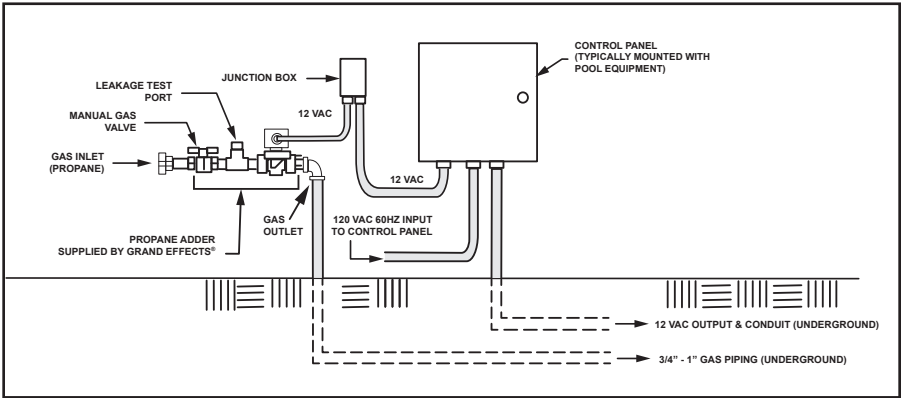 CONTROL PANEL
(TYPICALLY MOUNTED WITH
POOL EQUIPMENT)
JUNCTION BOX
LEAKAGE TEST
PORT
12 VAC
MANUAL GAS
VALVE
GAS INLET
(PROPANE)
12 VAC
GAS
OUTLET
120 VAC 60HZ INPUT
TO CONTROL PANEL
PROPANE ADDER
SUPPLIED BY GRAND EFFECTS®
12 VAC OUTPUT & CONDUIT (UNDERGROUND)
3/4” - 1” GAS PIPING (UNDERGROUND)